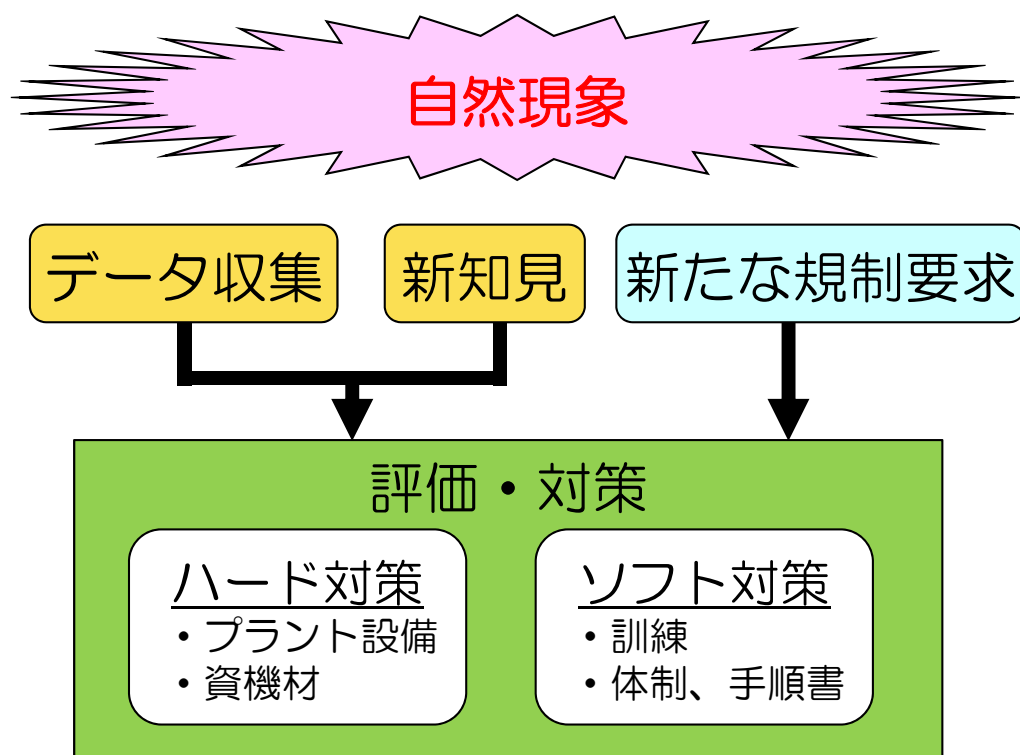 自然現象
データ収集
新知見
新たな規制要求
評価・対策
ハード対策
・プラント設備
・資機材
ソフト対策
・訓練
・体制、手順書